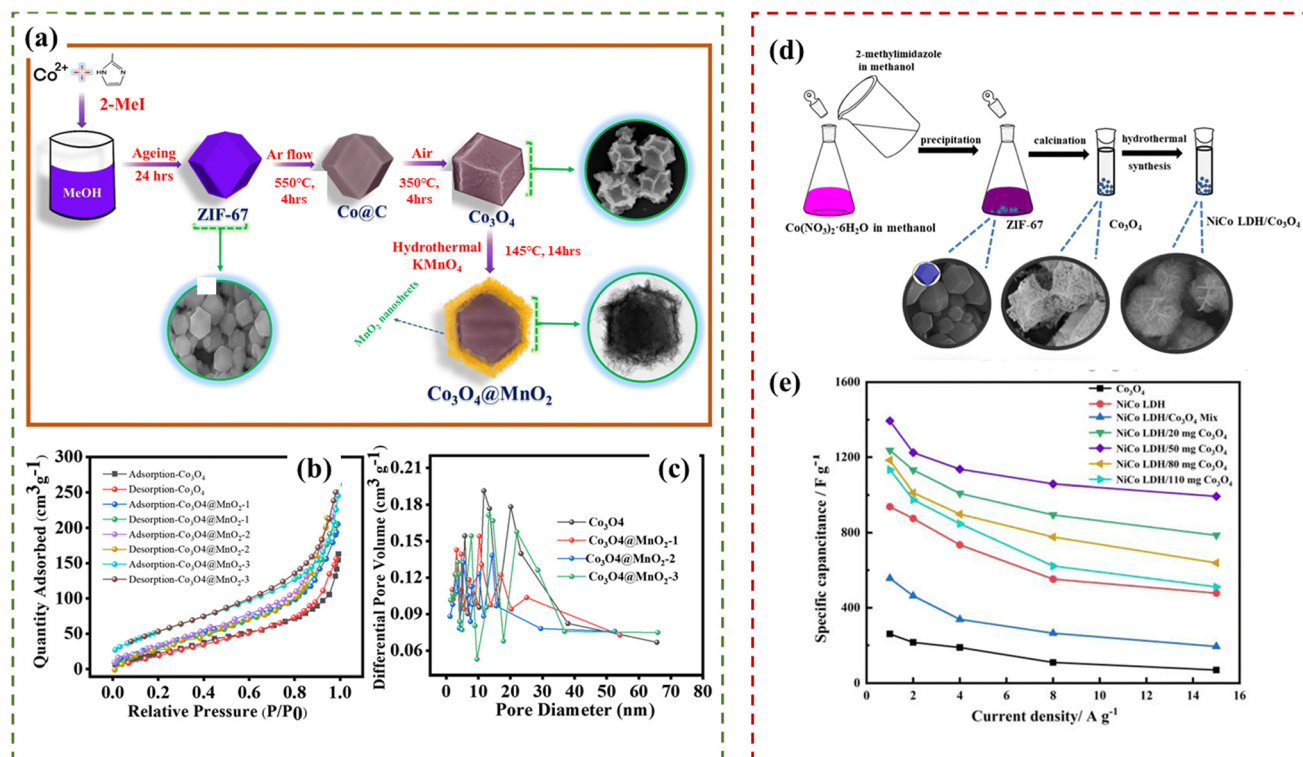 (a)
Co2+
HN
N
2-MeI
MeOH
Ageing
24 hrs
ZIF-67
Ar flow
550℃,
4hrs
Co@C
Air
350℃,
4hrs
Co3O4
Hydrothermal
KMnO4
145℃, 14hrs
MnO2 nanosheets
Co3O4@MnO2
(b)
Quantity Adsorbed (cm3g-1)
300
250
200
150
100
50
0
Adsorption-Co3O4
Desorption-Co3O4
Adsorption-Co3O4@MnO2-1
Desorption-Co3O4@MnO2-1
Adsorption-Co3O4@MnO2-2
Desorption-Co3O4@MnO2-2
Adsorption-Co3O4@MnO2-3
Desorption-Co3O4@MnO2-3
0.0 0.2 0.4 0.6 0.8 1.0
Relative Pressure (P/P0)
(c)
Differential Pore Volume (cm3g-1)
0.21
0.18
0.15
0.12
0.09
0.06
Co3O4
Co3O4@MnO2-1
Co3O4@MnO2-2
Co3O4@MnO2-3
0 10 20 30 40 50 60 70 80
Pore Diameter (nm)
(d)
2-methylimidazole
in methanol
precipitation
calcination
hydrothermal
synthesis
Co(NO3)2·6H2O in methanol
ZIF-67
Co3O4
NiCo LDH/Co3O4
(e)
Specific capancitance / F g-1
1600
1200
800
400
0
Co3O4
NiCo LDH
NiCo LDH/Co3O4 Mix
NiCo LDH/20 mg Co3O4
NiCo LDH/50 mg Co3O4
NiCo LDH/80 mg Co3O4
NiCo LDH/110 mg Co3O4
0 2 4 6 8 10 12 14 16
Current density/ A g-1